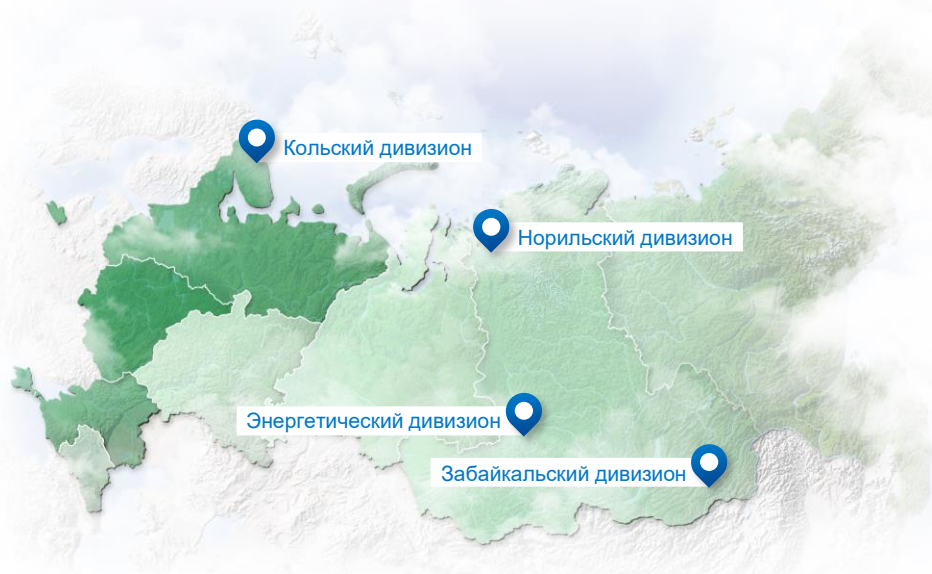 Кольский дивизион
Норильский дивизион
Энергетический дивизион
Забайкальский дивизион